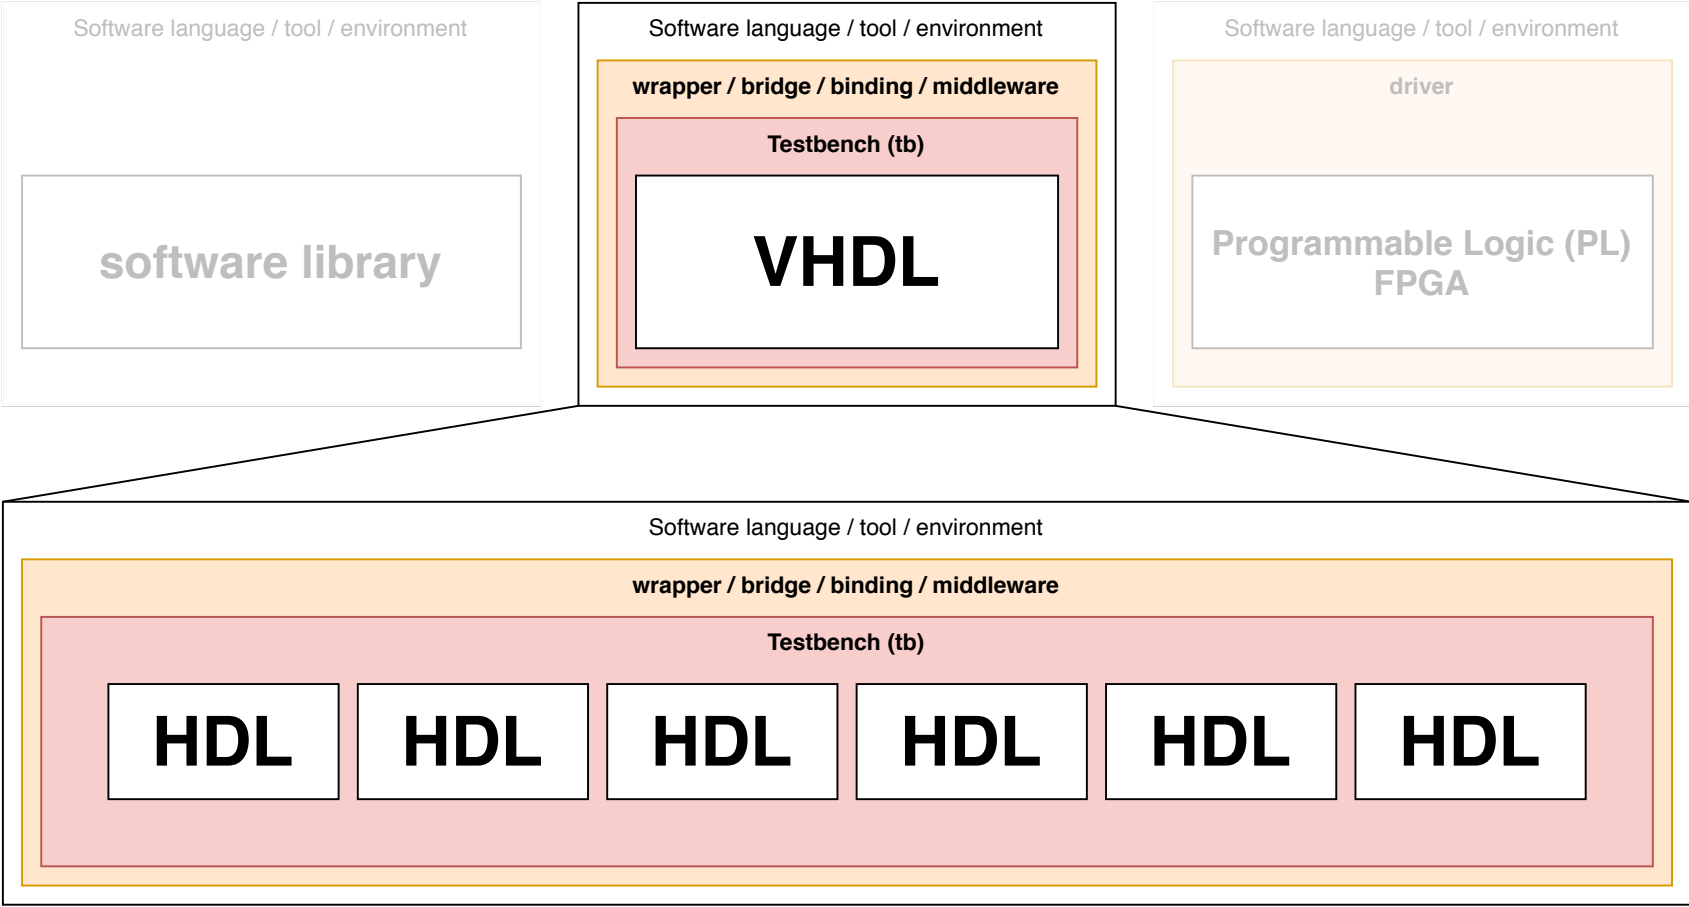 Software language / tool / environment
software library
Software language / tool / environment
wrapper / bridge / binding / middleware
Testbench (tb)
VHDL
Software language / tool / environment
driver
Programmable Logic (PL)
FPGA
Software language / tool / environment
wrapper / bridge / binding / middleware
Testbench (tb)
HDL HDL HDL HDL HDL HDL